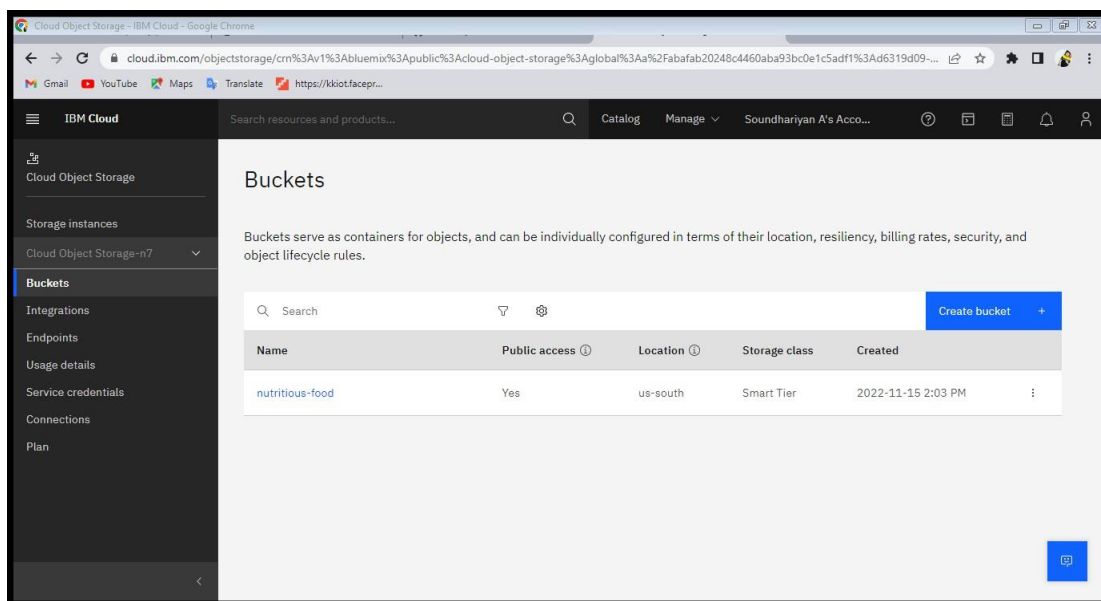 Cloud Object Storage - IBM Cloud - Google Chrome
cloud.ibm.com/objectstorage/crn%3Av1%3Abluemix%3Apublic%3Acloud-object-storage%3Aglobal%3Aa%2Fabafab20248c4460aba93bc0e1c5adf1%3Ad6319d09-...
Gmail YouTube Maps Translate https://kkiot.facepr...
IBM Cloud Search resources and products... Catalog Manage Soundhariyan A's Acco...
Cloud Object Storage
Storage instances
Cloud Object Storage-n7
Buckets
Integrations
Endpoints
Usage details
Service credentials
Connections
Plan
Buckets
Buckets serve as containers for objects, and can be individually configured in terms of their location, resiliency, billing rates, security, and
object lifecycle rules.
Search Create bucket +
Name Public access Location Storage class Created
nutritious-food Yes us-south Smart Tier 2022-11-15 2:03 PM